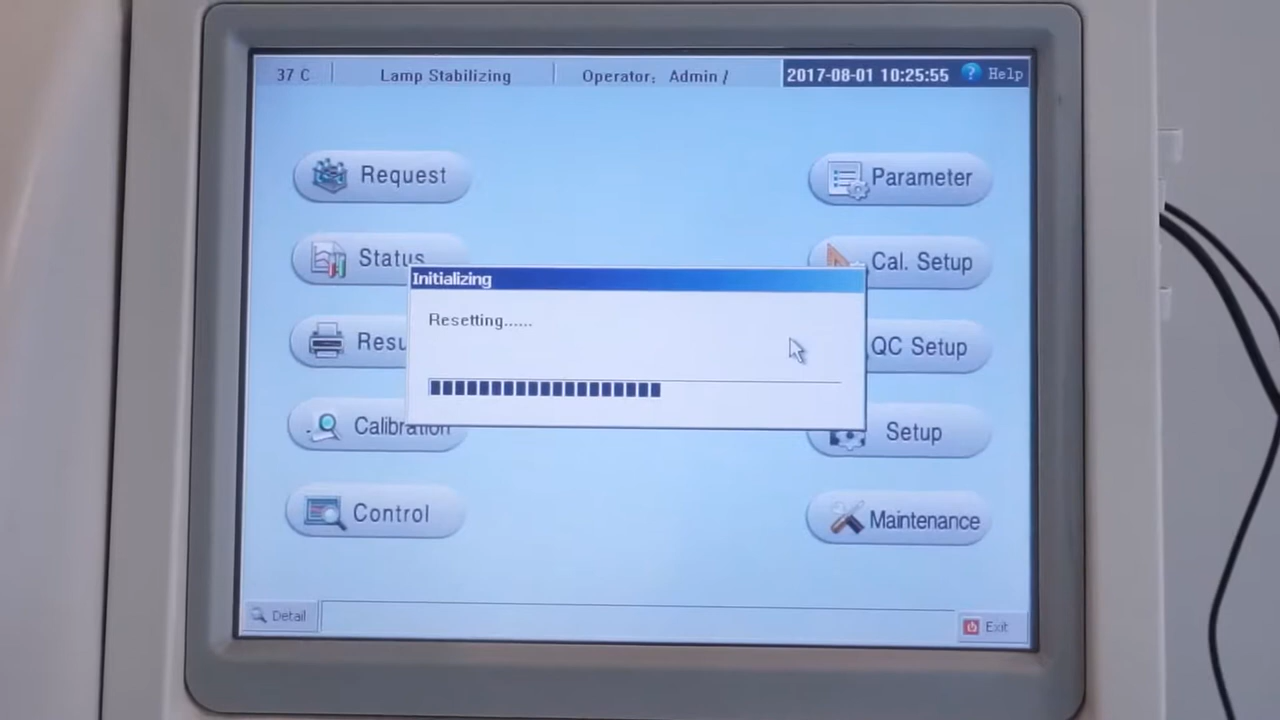 37 C
Lamp Stabilizing
Operator: Admin /
2017-08-01 10:25:55
? Help
Request
Parameter
Status
Cal. Setup
Initializing
Resetting......
Resu
QC Setup
Calibration
Setup
Control
Maintenance
Detail
Exit